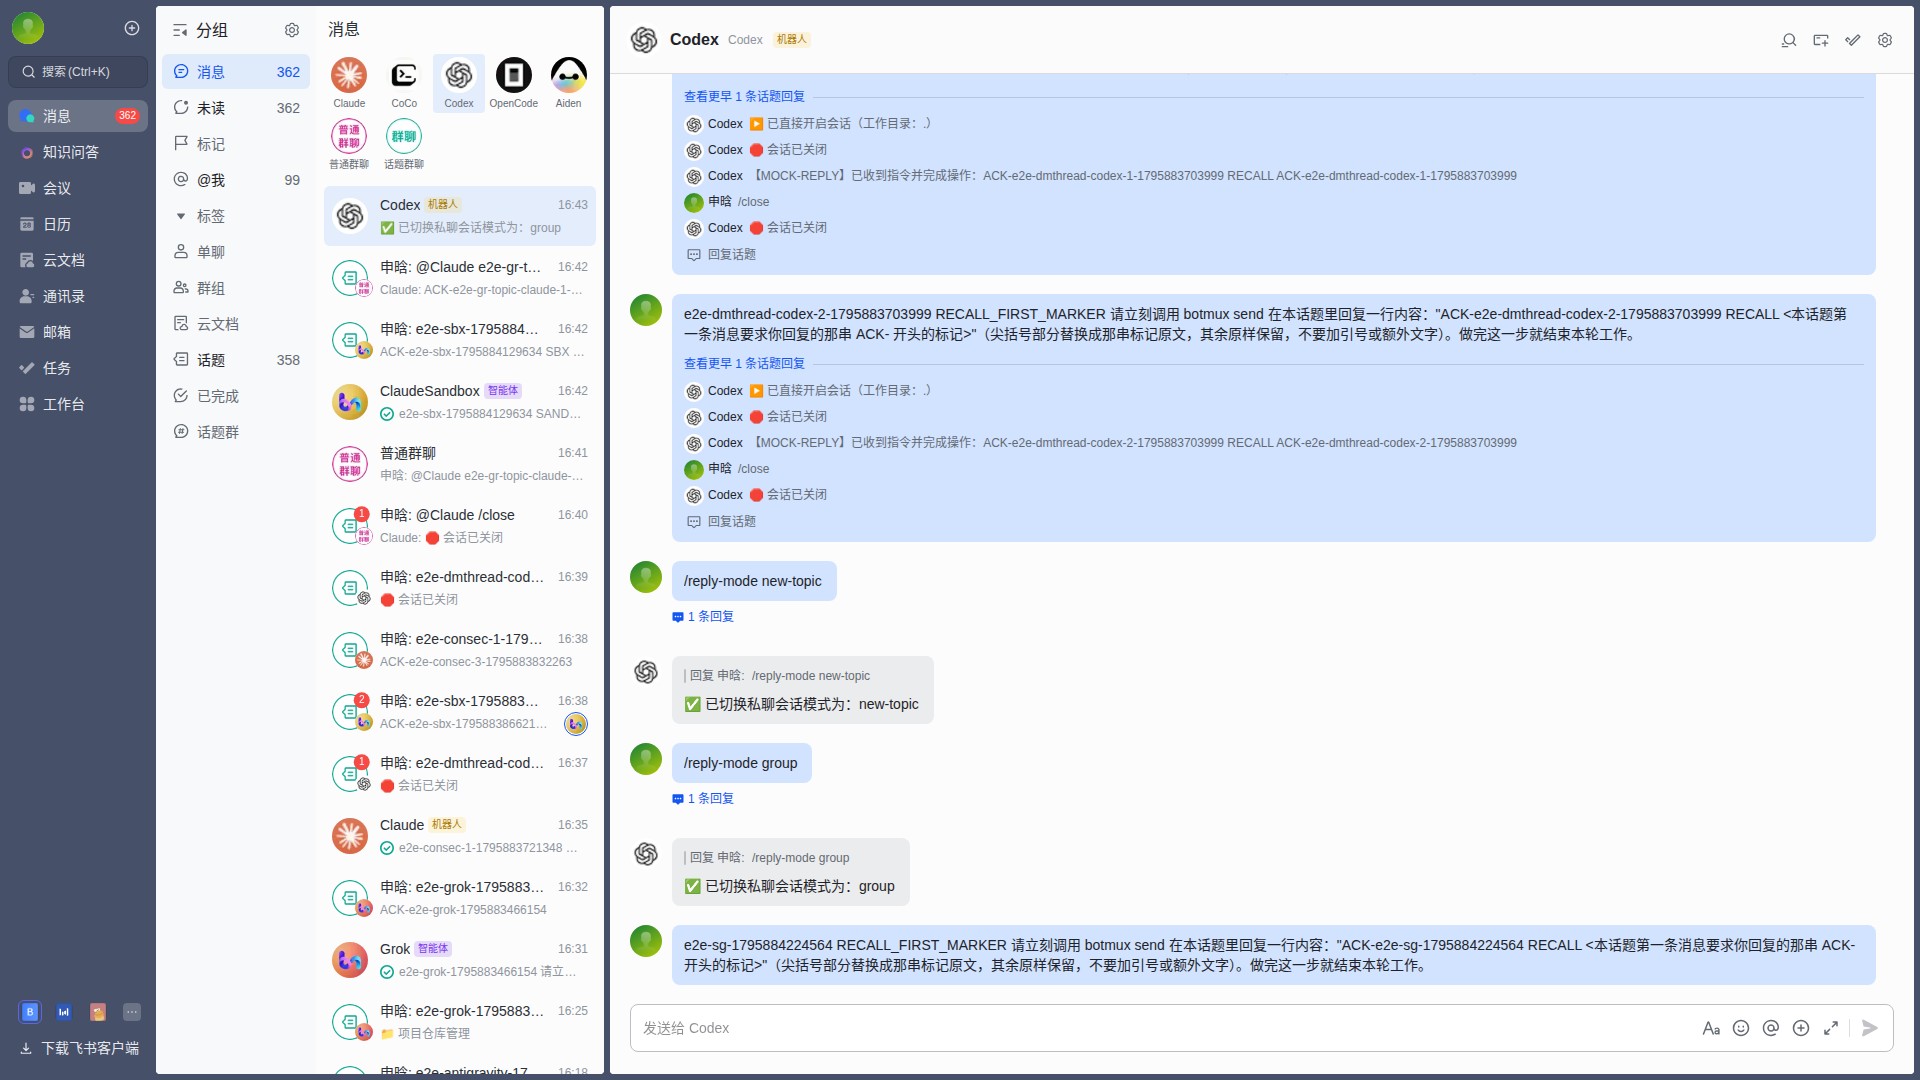 搜索 (Ctrl+K)
消息
362
知识问答
会议
日历
云文档
通讯录
邮箱
任务
工作台
下载飞书客户端
分组
消息 362
未读 362
标记
@我 99
标签
单聊
群组
云文档
话题 358
已完成
话题群
消息
Claude
CoCo
Codex
OpenCode
Aiden
普通群聊
话题群聊
Codex 机器人 16:43
✅ 已切换私聊会话模式为：group
申晗: @Claude e2e-gr-t… 16:42
Claude: ACK-e2e-gr-topic-claude-1-…
申晗: e2e-sbx-1795884… 16:42
ACK-e2e-sbx-1795884129634 SBX …
ClaudeSandbox 智能体 16:42
e2e-sbx-1795884129634 SAND…
普通群聊 16:41
申晗: @Claude e2e-gr-topic-claude-…
申晗: @Claude /close 16:40
1
Claude: 🛑 会话已关闭
申晗: e2e-dmthread-cod… 16:39
🛑 会话已关闭
申晗: e2e-consec-1-179… 16:38
ACK-e2e-consec-3-1795883832263
申晗: e2e-sbx-1795883… 16:38
2
ACK-e2e-sbx-179588386621…
申晗: e2e-dmthread-cod… 16:37
1
🛑 会话已关闭
Claude 机器人 16:35
e2e-consec-1-1795883721348 …
申晗: e2e-grok-1795883… 16:32
ACK-e2e-grok-1795883466154
Grok 智能体 16:31
e2e-grok-1795883466154 请立…
申晗: e2e-grok-1795883… 16:25
📁 项目仓库管理
申晗: e2e-antigravity-17… 16:18
Codex Codex 机器人
查看更早 1 条话题回复
Codex ▶️ 已直接开启会话（工作目录：.）
Codex 🛑 会话已关闭
Codex 【MOCK-REPLY】已收到指令并完成操作：ACK-e2e-dmthread-codex-1-1795883703999 RECALL ACK-e2e-dmthread-codex-1-1795883703999
申晗 /close
Codex 🛑 会话已关闭
回复话题
e2e-dmthread-codex-2-1795883703999 RECALL_FIRST_MARKER 请立刻调用 botmux send 在本话题里回复一行内容："ACK-e2e-dmthread-codex-2-1795883703999 RECALL <本话题第
一条消息要求你回复的那串 ACK- 开头的标记>"（尖括号部分替换成那串标记原文，其余原样保留，不要加引号或额外文字）。做完这一步就结束本轮工作。
查看更早 1 条话题回复
Codex ▶️ 已直接开启会话（工作目录：.）
Codex 🛑 会话已关闭
Codex 【MOCK-REPLY】已收到指令并完成操作：ACK-e2e-dmthread-codex-2-1795883703999 RECALL ACK-e2e-dmthread-codex-2-1795883703999
申晗 /close
Codex 🛑 会话已关闭
回复话题
/reply-mode new-topic
1 条回复
回复 申晗：/reply-mode new-topic
✅ 已切换私聊会话模式为：new-topic
/reply-mode group
1 条回复
回复 申晗：/reply-mode group
✅ 已切换私聊会话模式为：group
e2e-sg-1795884224564 RECALL_FIRST_MARKER 请立刻调用 botmux send 在本话题里回复一行内容："ACK-e2e-sg-1795884224564 RECALL <本话题第一条消息要求你回复的那串 ACK-
开头的标记>"（尖括号部分替换成那串标记原文，其余原样保留，不要加引号或额外文字）。做完这一步就结束本轮工作。
发送给 Codex